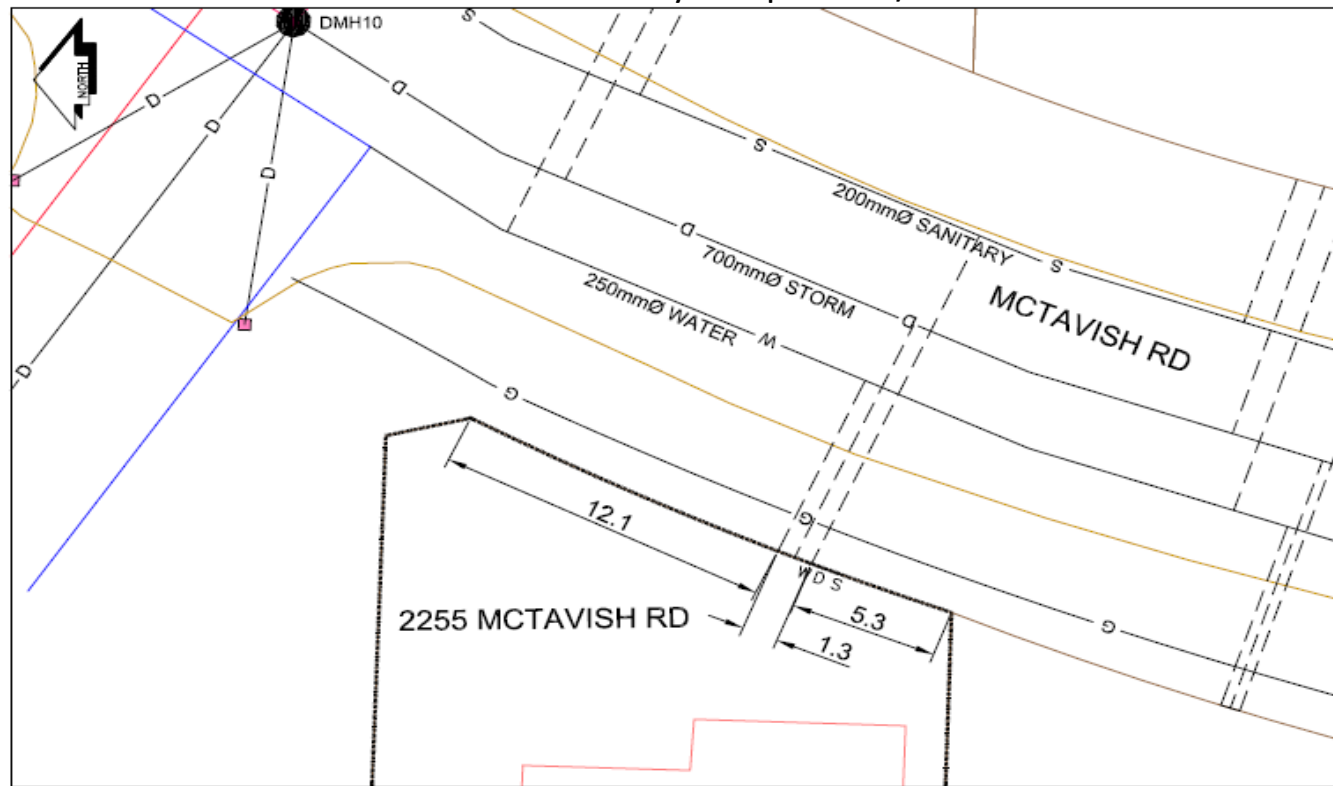 DMH10
NORTH
S
D
D
D
D
D
S
200mmØ SANITARY
S
D
700mmØ STORM
D
MCTAVISH RD
250mmØ WATER
W
G
G
G
12.1
W D S
5.3
1.3
2255 MCTAVISH RD